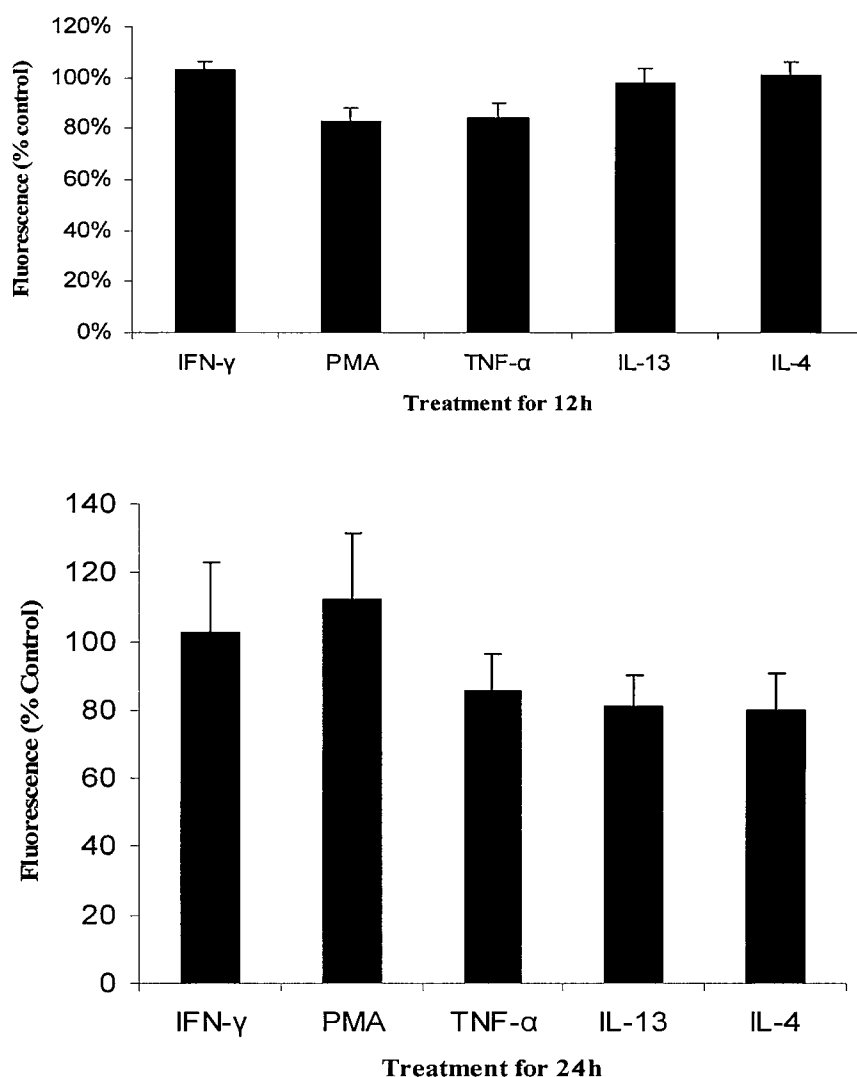 120%
100%
80%
60%
40%
20%
0%
Fluorescence (% control)
IFN-γ PMA TNF-α IL-13 IL-4
Treatment for 12h
140
120
100
80
60
40
20
0
Fluorescence (% Control)
IFN-γ PMA TNF-α IL-13 IL-4
Treatment for 24h